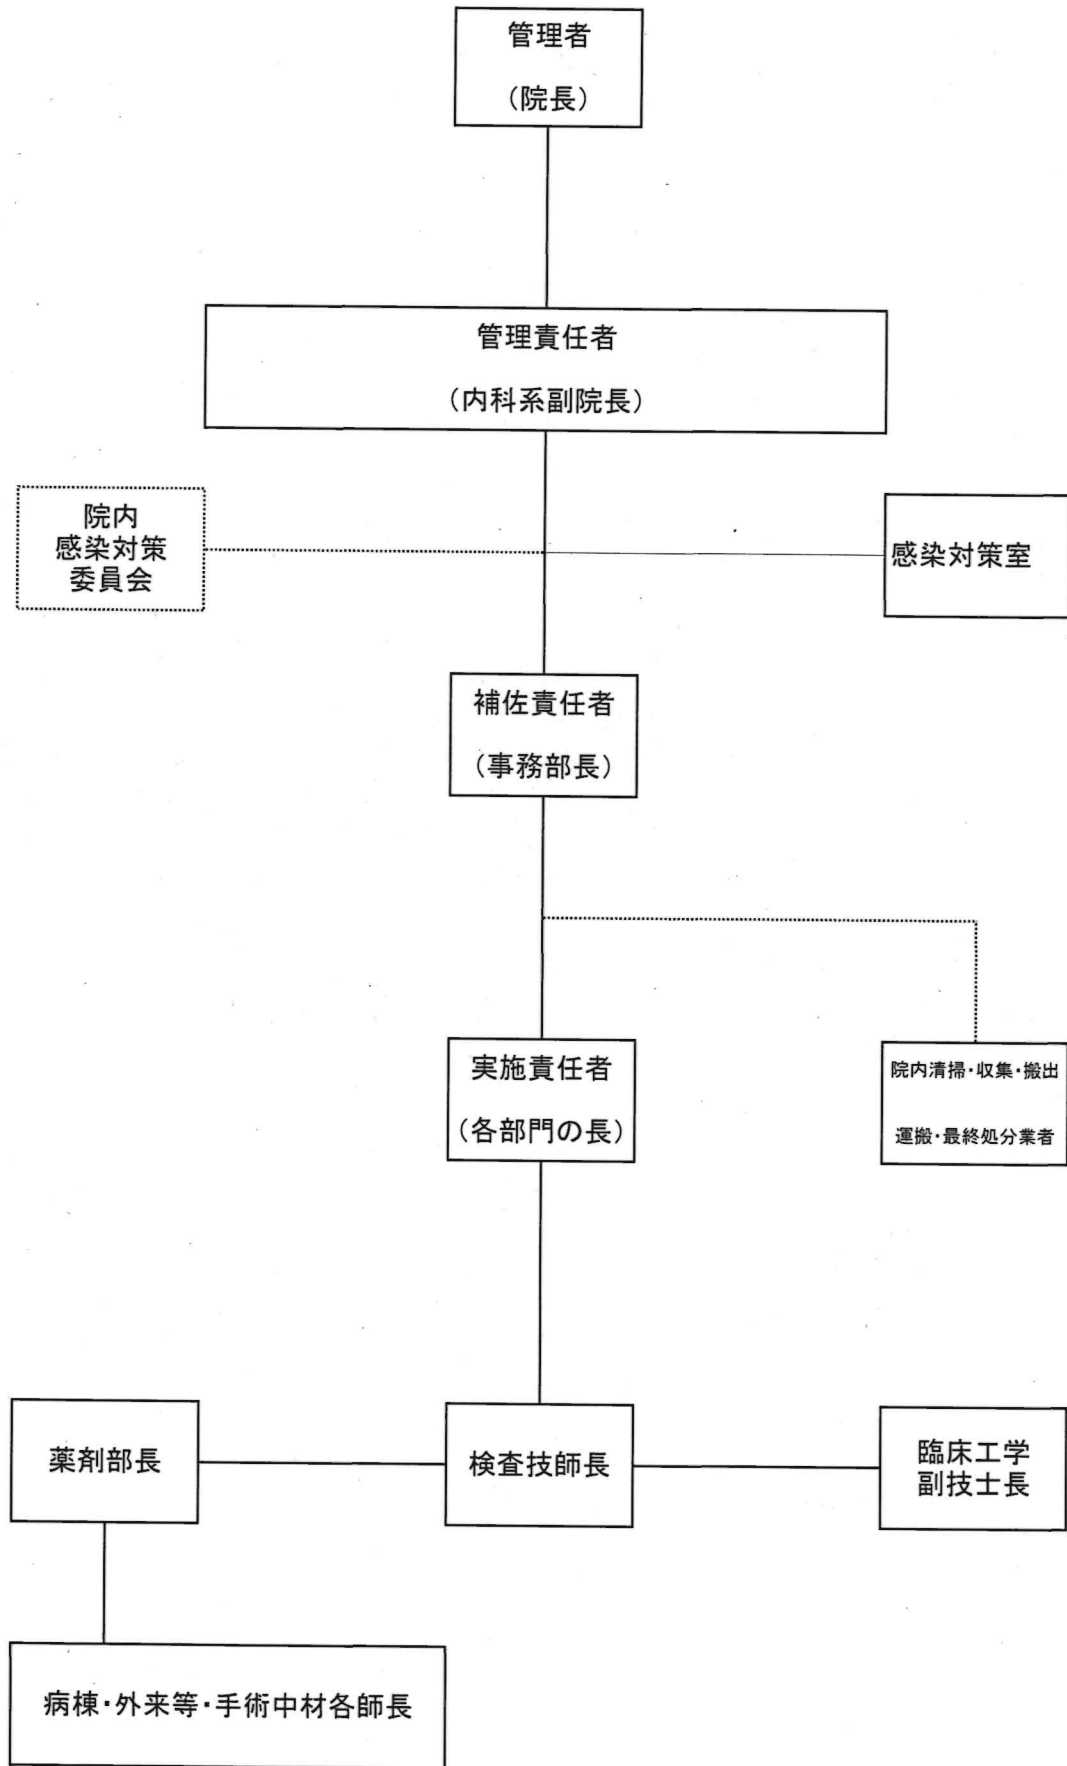 管理者
（院長）
管理責任者
（内科系副院長）
院内
感染対策
委員会
感染対策室
補佐責任者
（事務部長）
実施責任者
（各部門の長）
院内清掃・収集・搬出
運搬・最終処分業者
薬剤部長
検査技師長
臨床工学
副技士長
病棟・外来等・手術中材各師長